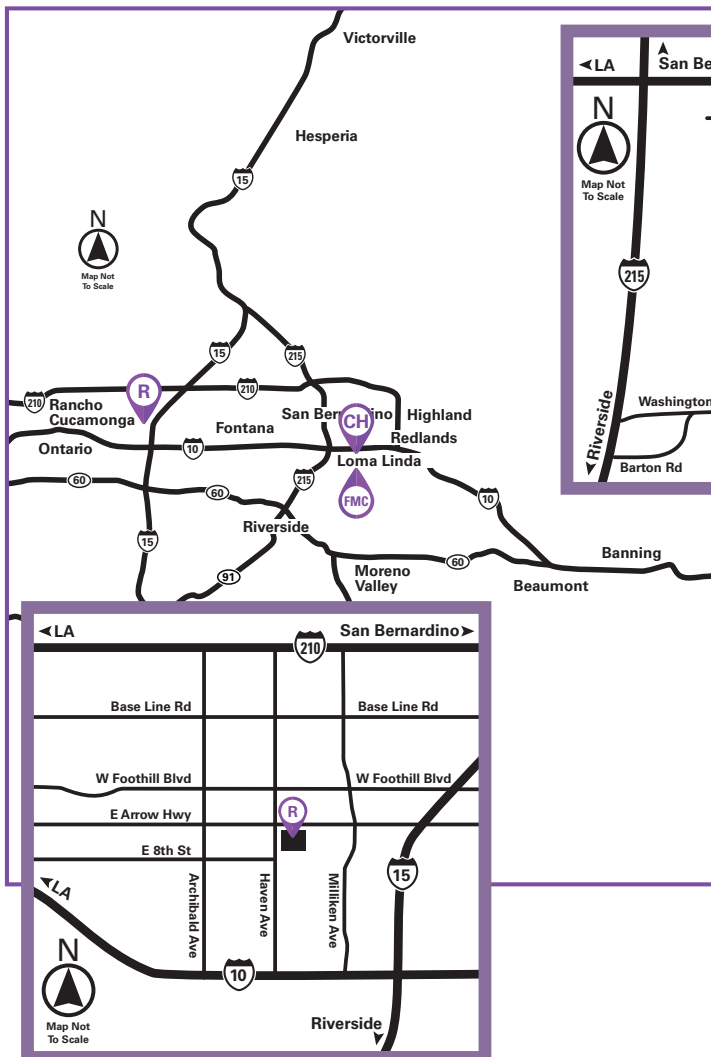 Victorville
Hesperia
15
N
Map Not
To Scale
15
215
210
210
R
Rancho
Cucamonga
San Bernardino
CH
Highland
Redlands
Fontana
Ontario
10
Loma Linda
60
60
215
FMC
10
15
Riverside
91
Moreno
Valley
60
Banning
Beaumont
LA
San Be
N
Map Not
To Scale
215
Riverside
Washington
Barton Rd
LA
San Bernardino
210
Base Line Rd
Base Line Rd
W Foothill Blvd
W Foothill Blvd
R
E Arrow Hwy
E 8th St
LA
Archibald Ave
Haven Ave
Milliken Ave
15
10
N
Map Not
To Scale
Riverside